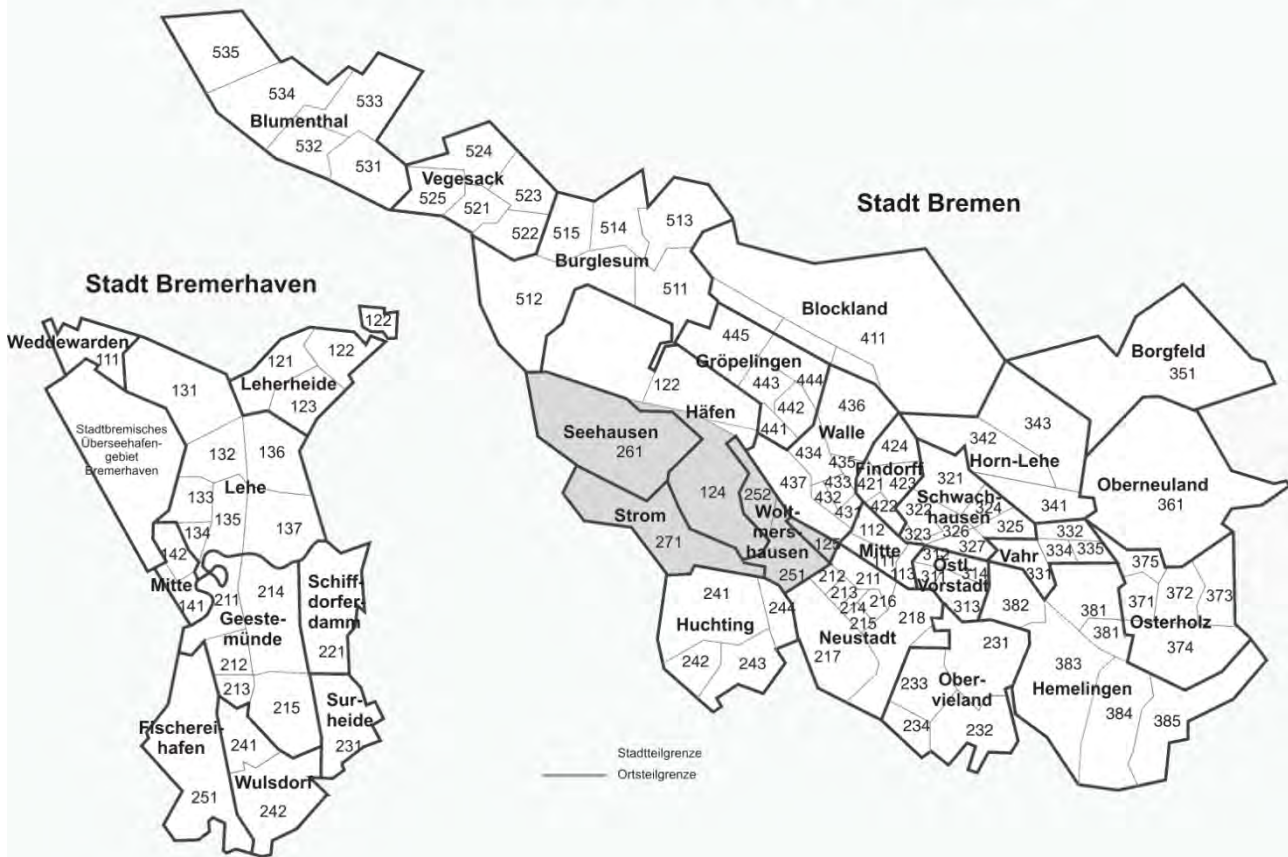 535
534
533
Blumenthal
532
531
524
Vegesack
525
523
521
522
515
514
513
Stadt Bremen
Burglesum
512
511
Stadt Bremerhaven
Blockland
411
Weddewarden
111
122
121
122
Leherheide
123
131
445
Gröpelingen
443
444
122
442
Häfen
441
436
Walle
Borgfeld
351
343
342
Horn-Lehe
Stadtbremisches
Überseehafen-
gebiet
Bremerhaven
132
136
Lehe
133
135
134
137
142
Mitte
141
Seehausen
261
434
435
424
Findorff
437
433
421
423
432
422
431
321
Schwach-
hausen
322
324
326
325
323
327
341
Oberneuland
361
124
252
Strom
271
Wolt-
mers-
hausen
125
251
112
Mitte
111
113
312
Östl.
311
314
Vorstadt
313
Vahr
332
334
335
331
375
371
372
373
Osterholz
374
211
214
Geeste-
münde
Schiff-
dorfer-
damm
221
212
213
215
241
Huchting
244
242
243
212
211
213
214
216
215
218
Neustadt
217
382
231
381
381
383
Hemelingen
384
385
233
Ober-
vieland
234
232
Fischerei-
hafen
251
Sur-
heide
231
241
Wulsdorf
242
Stadtteilgrenze
Ortsteilgrenze